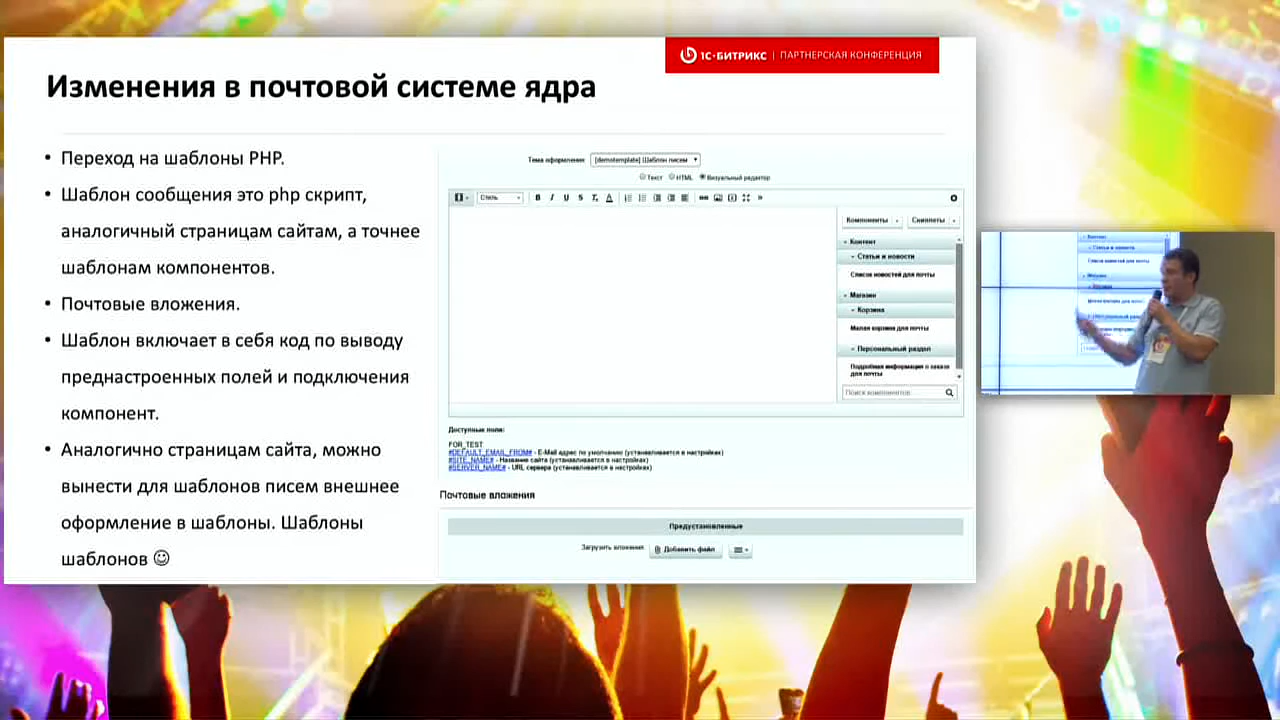 1С·БИТРИКС | ПАРТНЕРСКАЯ КОНФЕРЕНЦИЯ
Изменения в почтовой системе ядра
• Переход на шаблоны PHP.
• Шаблон сообщения это php скрипт,
аналогичный страницам сайтам, а точнее
шаблонам компонентов.
• Почтовые вложения.
• Шаблон включает в себя код по выводу
преднастроенных полей и подключения
компонент.
• Аналогично страницам сайта, можно
вынести для шаблонов писем внешнее
оформление в шаблоны. Шаблоны
шаблонов ☺
Тема оформления [demotemplate] Шаблон писем
Текст HTML Визуальный редактор
Стиль B I U S Tx A
Компоненты Сниппеты
Контент
Статьи и новости
Список новостей для почты
Магазин
Корзина
Малая корзина для почты
Персональный раздел
Подробная информация о заказе
для почты
Поиск компонентов
Доступные поля:
FOR_TEST
#DEFAULT_EMAIL_FROM# - E-Mail адрес по умолчанию (устанавливается в настройках)
#SITE_NAME# - Название сайта (устанавливается в настройках)
#SERVER_NAME# - URL сервера (устанавливается в настройках)
Почтовые вложения
Предустановленные
Загрузить вложения: Добавить файл